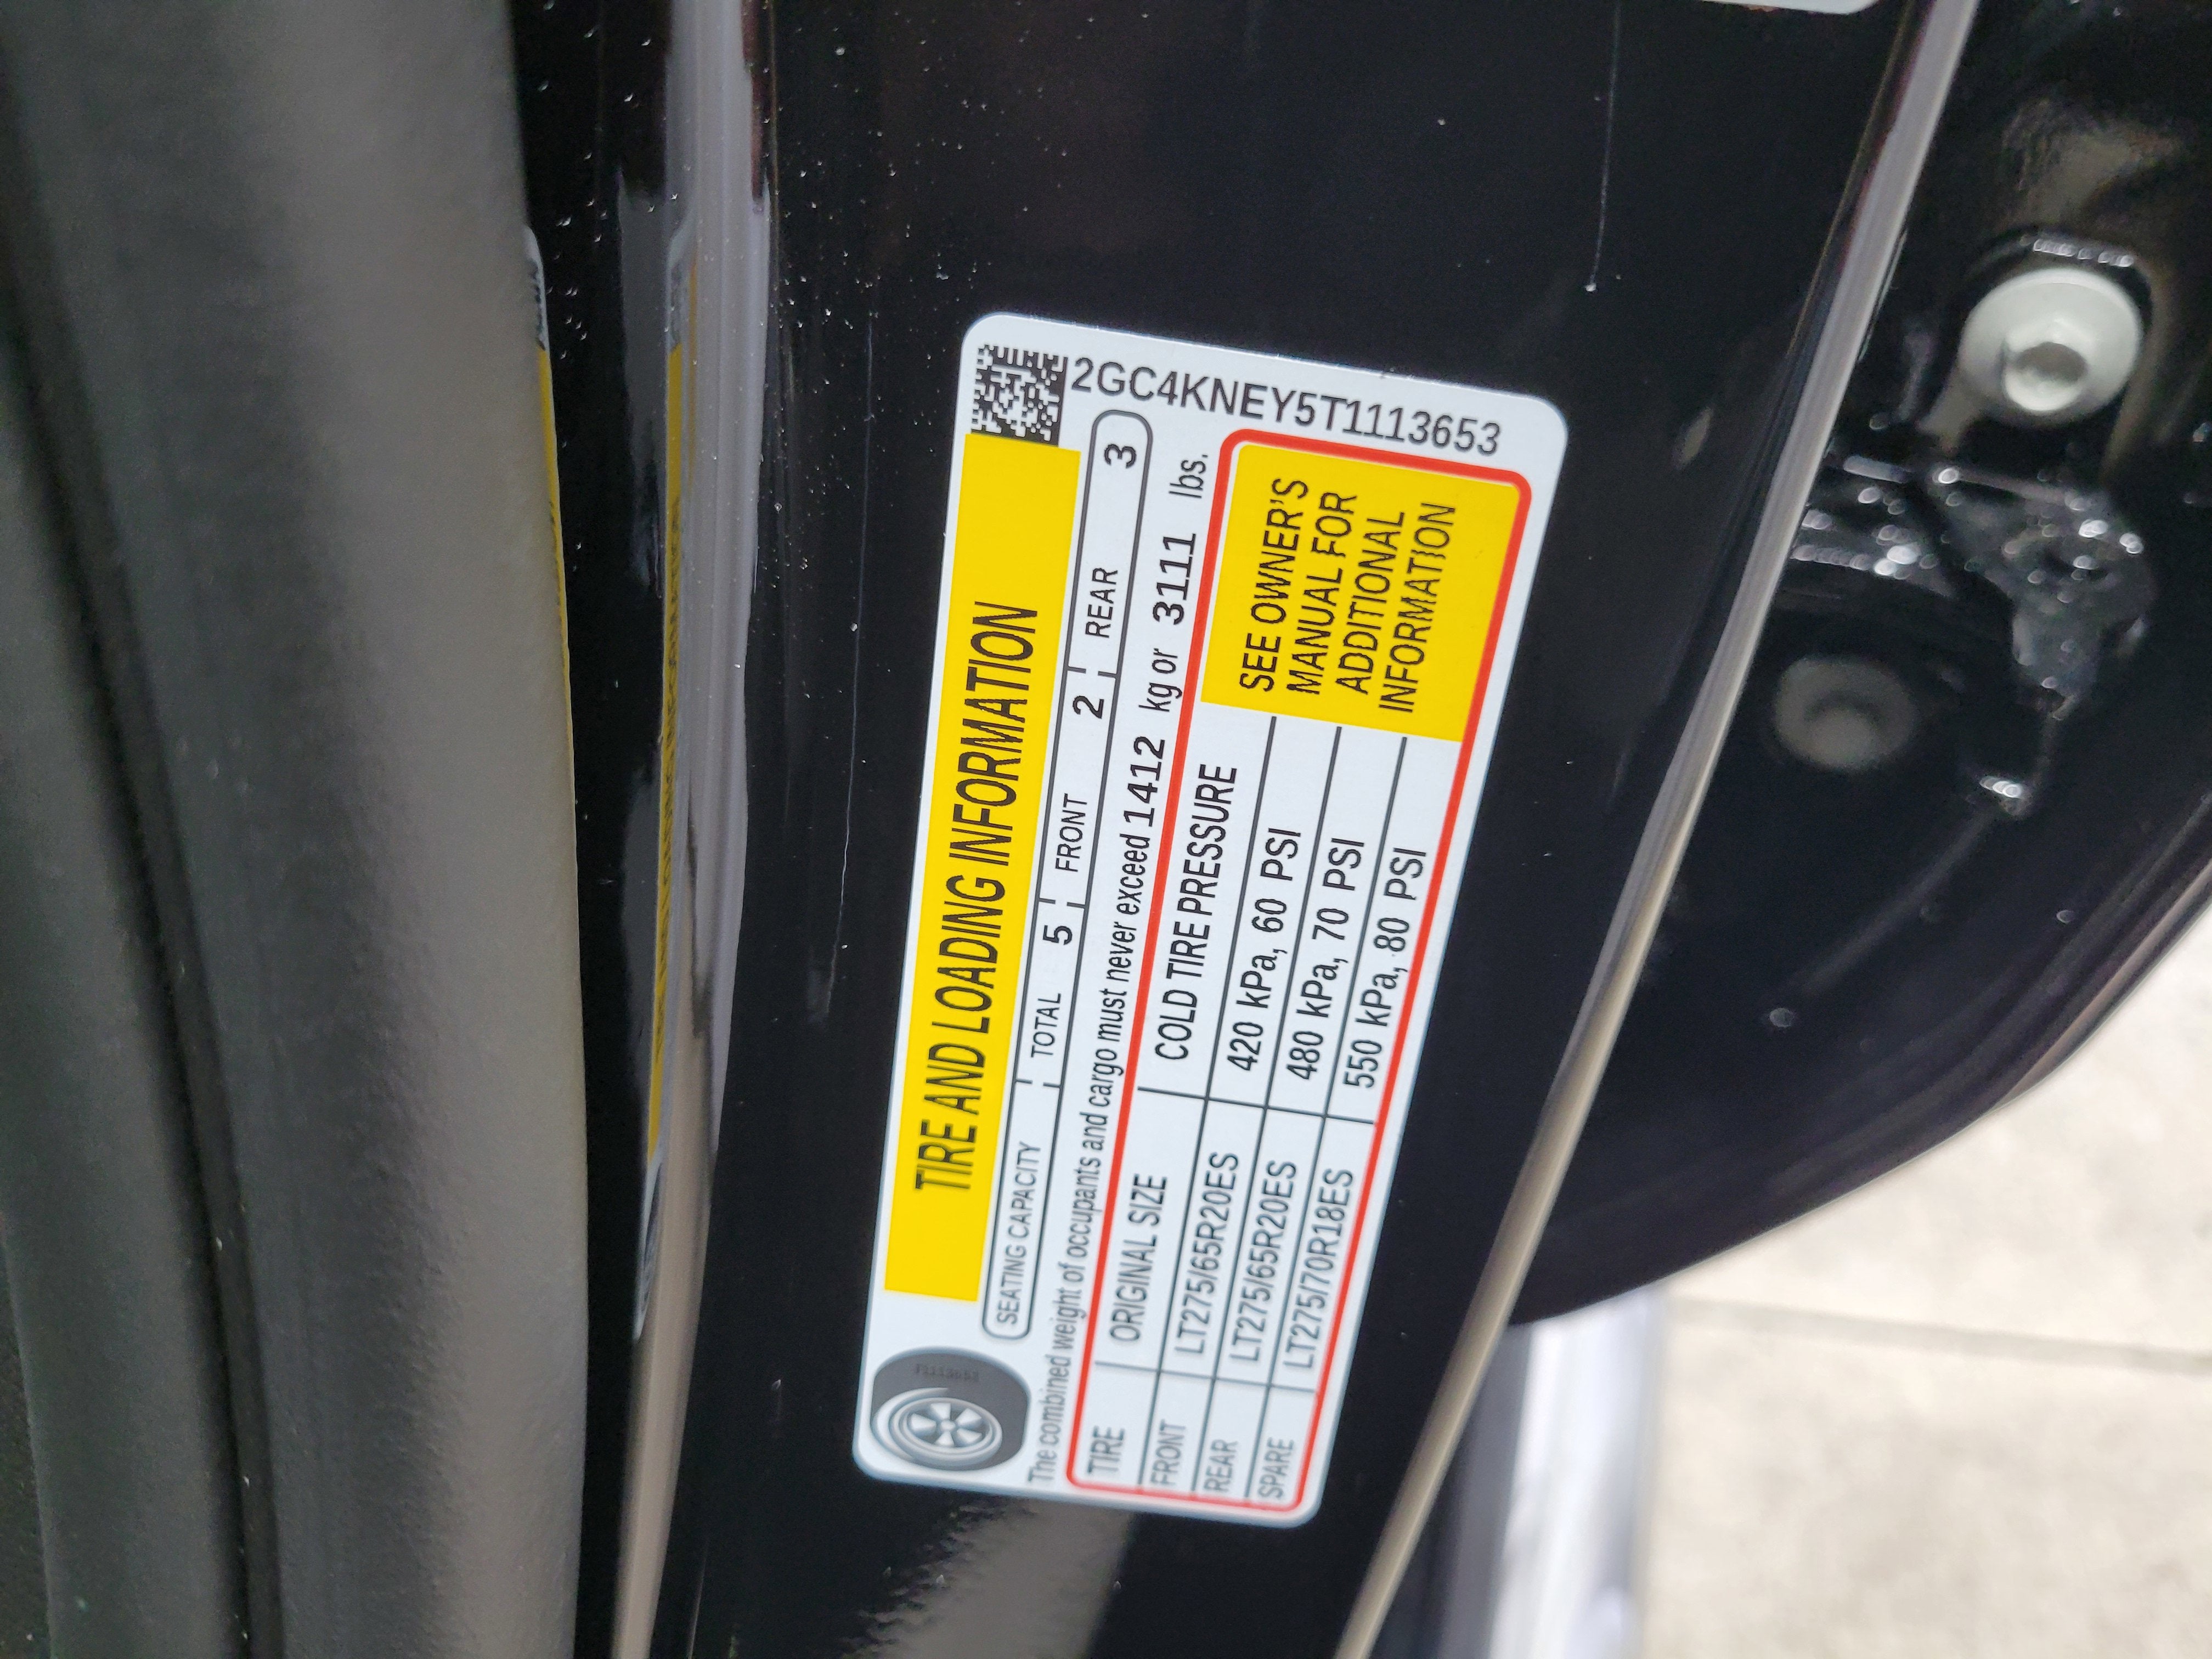 TIRE AND LOADING INFORMATION
SEATING CAPACITY TOTAL 5 FRONT 2 REAR 3
The combined weight of occupants and cargo must never exceed 1412 kg or 3111 lbs.
TIRE ORIGINAL SIZE COLD TIRE PRESSURE
FRONT LT275/65R20ES 420 kPa, 60 PSI
REAR LT275/65R20ES 480 kPa, 70 PSI
SPARE LT275/70R18ES 550 kPa, 80 PSI
SEE OWNER'S
MANUAL FOR
ADDITIONAL
INFORMATION
2GC4KNEY5T1113653